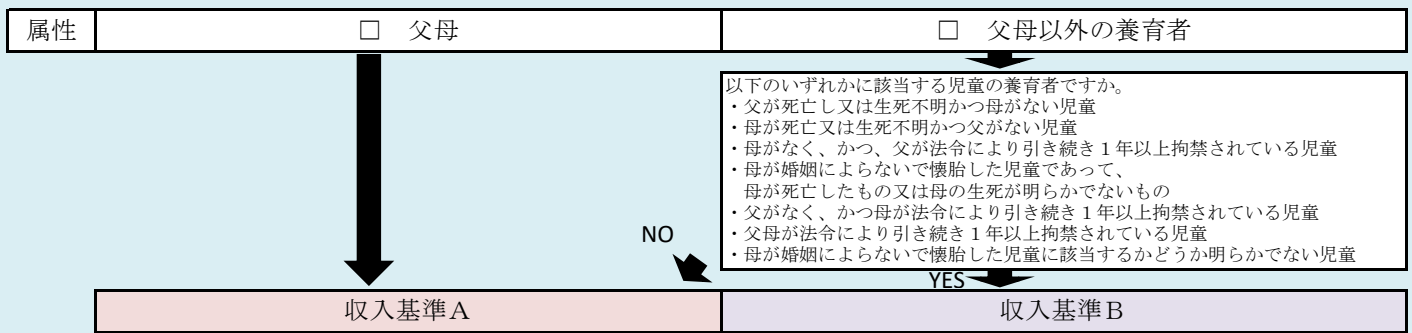 属性
□ 父母
□ 父母以外の養育者
以下のいずれかに該当する児童の養育者ですか。
・父が死亡し又は生死不明かつ母がない児童
・母が死亡又は生死不明かつ父がない児童
・母がなく、かつ、父が法令により引き続き１年以上拘禁されている児童
・母が婚姻によらないで懐胎した児童であって、
母が死亡したもの又は母の生死が明らかでないもの
・父がなく、かつ母が法令により引き続き１年以上拘禁されている児童
・父母が法令により引き続き１年以上拘禁されている児童
・母が婚姻によらないで懐胎した児童に該当するかどうか明らかでない児童
NO
YES
収入基準Ａ
収入基準Ｂ